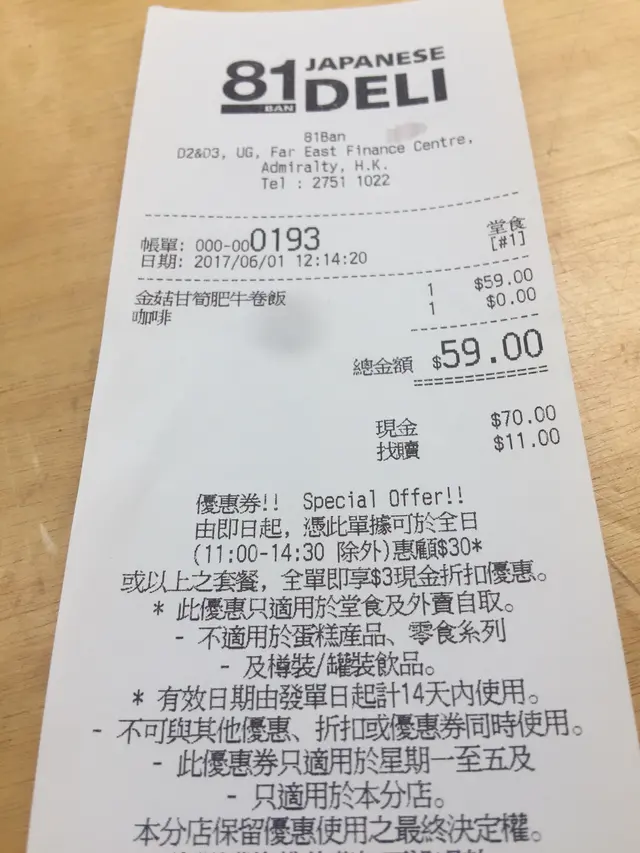 81 JAPANESE
BAN DELI
81Ban
D2&D3, UG, Far East Finance Centre,
Admiralty, H.K.
Tel : 2751 1022
堂食
帳單: 000-000193 [#1]
日期: 2017/06/01 12:14:20
金菇甘筍肥牛卷飯 1 $59.00
咖啡 1 $0.00
總金額 $59.00
現金 $70.00
找贖 $11.00
優惠券!! Special Offer!!
由即日起, 憑此單據可於全日
(11:00-14:30 除外)惠顧$30*
或以上之套餐, 全單即享$3現金折扣優惠。
* 此優惠只適用於堂食及外賣自取。
- 不適用於蛋糕產品、零食系列
- 及樽裝/罐裝飲品。
* 有效日期由發單日起計14天內使用。
- 不可與其他優惠、折扣或優惠券同時使用。
- 此優惠券只適用於星期一至五及
- 只適用於本分店。
本分店保留優惠使用之最終決定權。